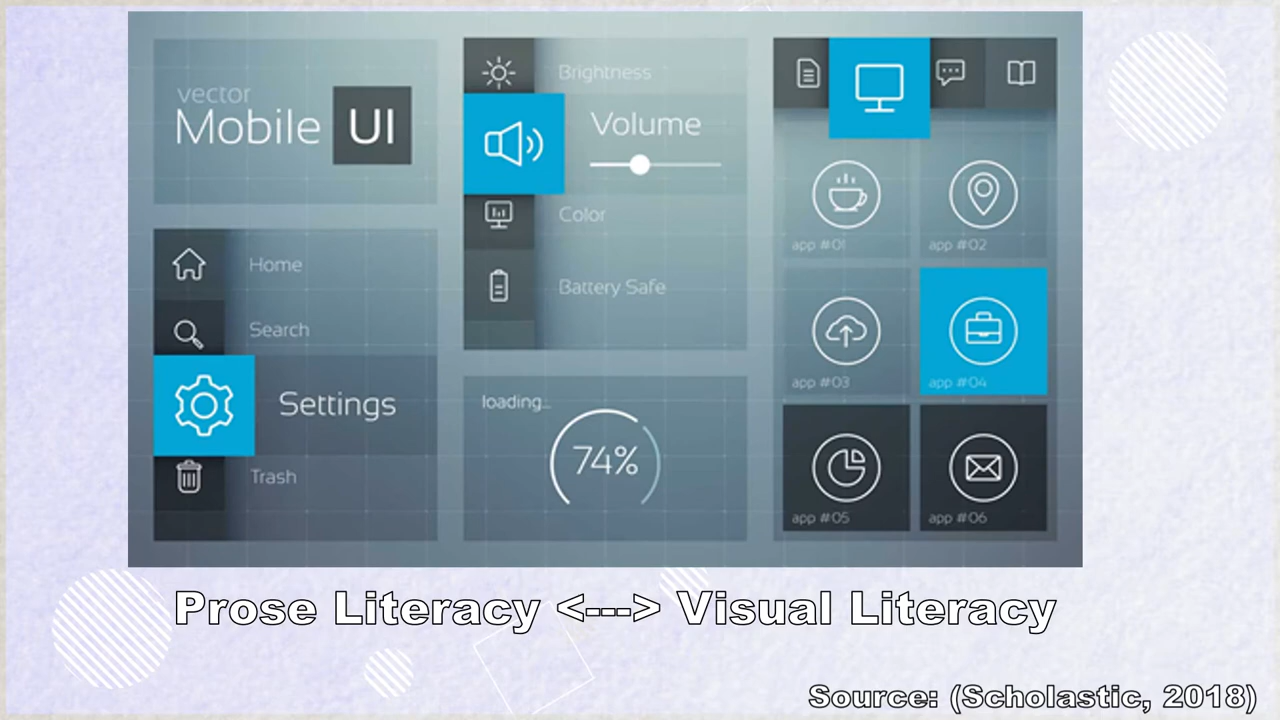 vector
Mobile UI
Home
Search
Settings
Trash
Brightness
Volume
Color
Battery Safe
loading...
74%
app #01
app #02
app #03
app #04
app #05
app #06
Prose Literacy <---> Visual Literacy
Source: (Scholastic, 2018)